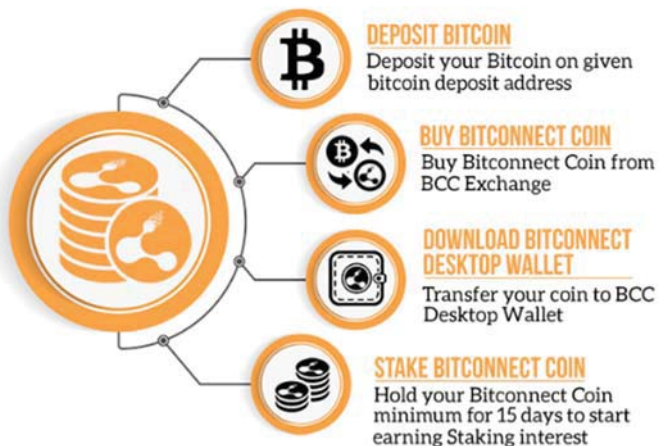 DEPOSIT BITCOIN
Deposit your Bitcoin on given
bitcoin deposit address
BUY BITCONNECT COIN
Buy Bitconnect Coin from
BCC Exchange
DOWNLOAD BITCONNECT
DESKTOP WALLET
Transfer your coin to BCC
Desktop Wallet
STAKE BITCONNECT COIN
Hold your Bitconnect Coin
minimum for 15 days to start
earning Staking interest